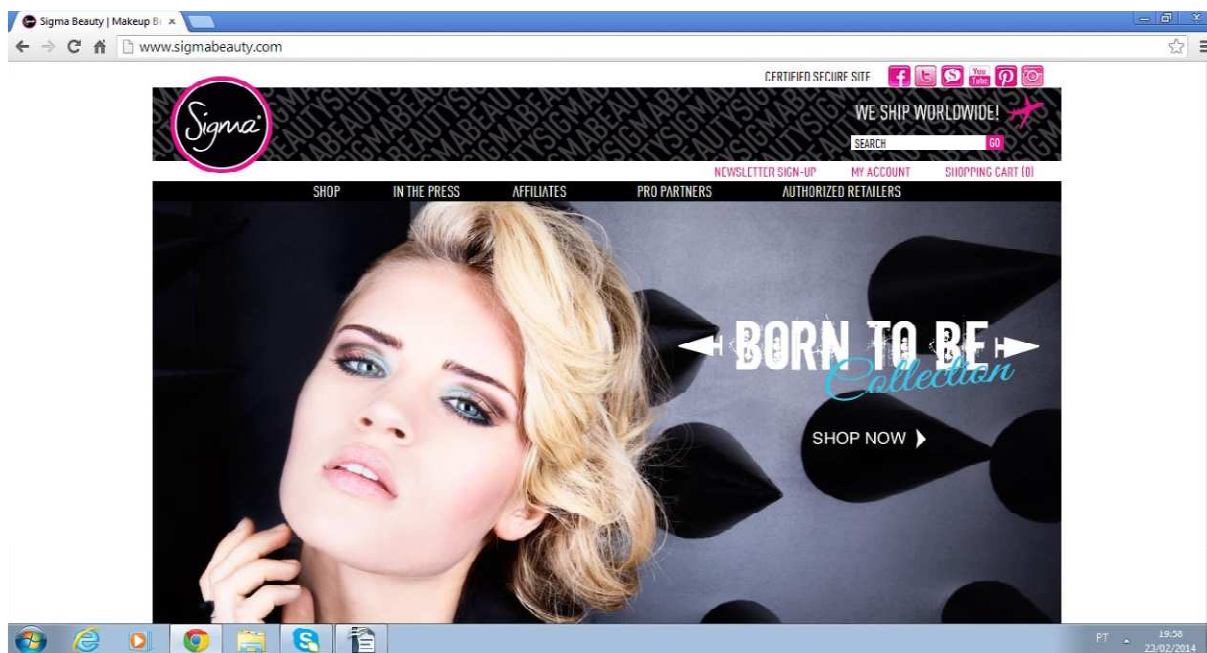 Sigma Beauty | Makeup B
www.sigmabeauty.com
CERTIFIED SECURE SITE
You Tube
Sigma
WE SHIP WORLDWIDE!
SEARCH GO
NEWSLETTER SIGN-UP MY ACCOUNT SHOPPING CART (0)
SHOP IN THE PRESS AFFILIATES PRO PARTNERS AUTHORIZED RETAILERS
BORN TO BE
Collection
SHOP NOW
PT 19:58
23/02/2014